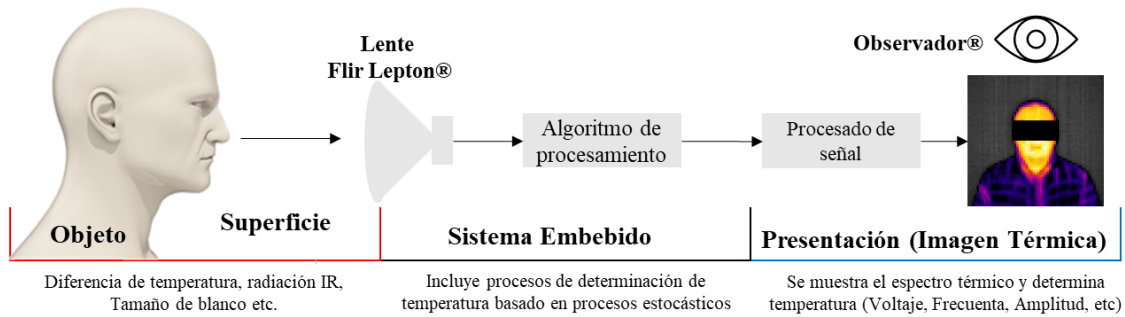 Lente
Flir Lepton®
Observador®
Algoritmo de
procesamiento
Procesado de
señal
Objeto
Superficie
Sistema Embebido
Presentación (Imagen Térmica)
Diferencia de temperatura, radiación IR,
Tamaño de blanco etc.
Incluye procesos de determinación de
temperatura basado en procesos estocásticos
Se muestra el espectro térmico y determina
temperatura (Voltaje, Frecuenta, Amplitud, etc)